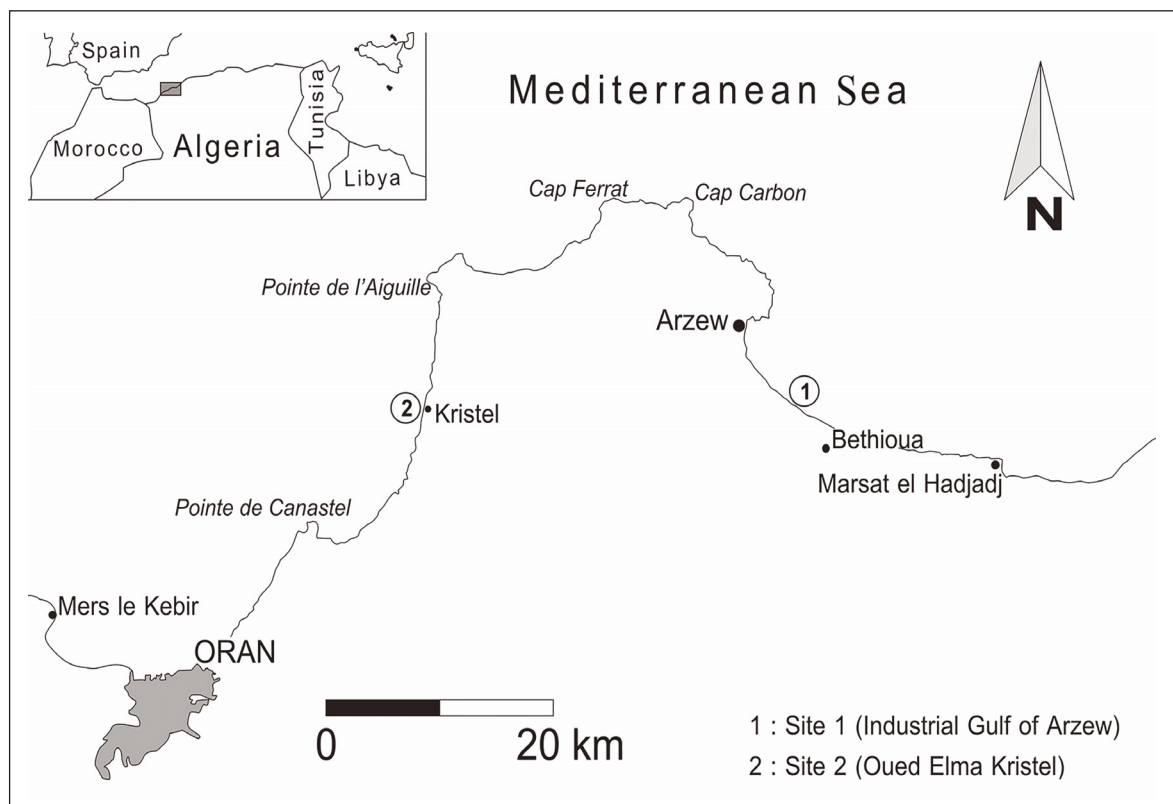 Spain
Mediterranean Sea
Tunisia
Morocco
Algeria
Libya
Cap Ferrat
Cap Carbon
N
Pointe de l'Aiguille
Arzew
1
2
Kristel
Bethioua
Marsat el Hadjadj
Pointe de Canastel
Mers le Kebir
ORAN
0 20 km
1 : Site 1 (Industrial Gulf of Arzew)
2 : Site 2 (Oued Elma Kristel)